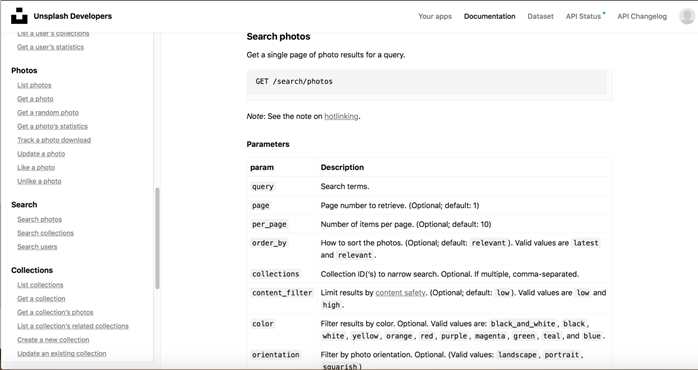 Unsplash Developers
Your apps
Documentation
Dataset
API Status
API Changelog
List a user's collections
Get a user's statistics
Photos
List photos
Get a photo
Get a random photo
Get a photo's statistics
Track a photo download
Update a photo
Like a photo
Unlike a photo
Search
Search photos
Search collections
Search users
Collections
List collections
Get a collection
Get a collection's photos
List a collection's related collections
Create a new collection
Update an existing collection
Search photos
Get a single page of photo results for a query.
GET /search/photos
Note: See the note on hotlinking.
Parameters
param Description
query Search terms.
page Page number to retrieve. (Optional; default: 1)
per_page Number of items per page. (Optional; default: 10)
order_by How to sort the photos. (Optional; default: relevant). Valid values are latest
and relevant.
collections Collection ID('s) to narrow search. Optional. If multiple, comma-separated.
content_filter Limit results by content safety. (Optional; default: low). Valid values are low and
high.
color Filter results by color. Optional. Valid values are: black_and_white, black,
white, yellow, orange, red, purple, magenta, green, teal, and blue.
orientation Filter by photo orientation. Optional. (Valid values: landscape, portrait,
squarish)